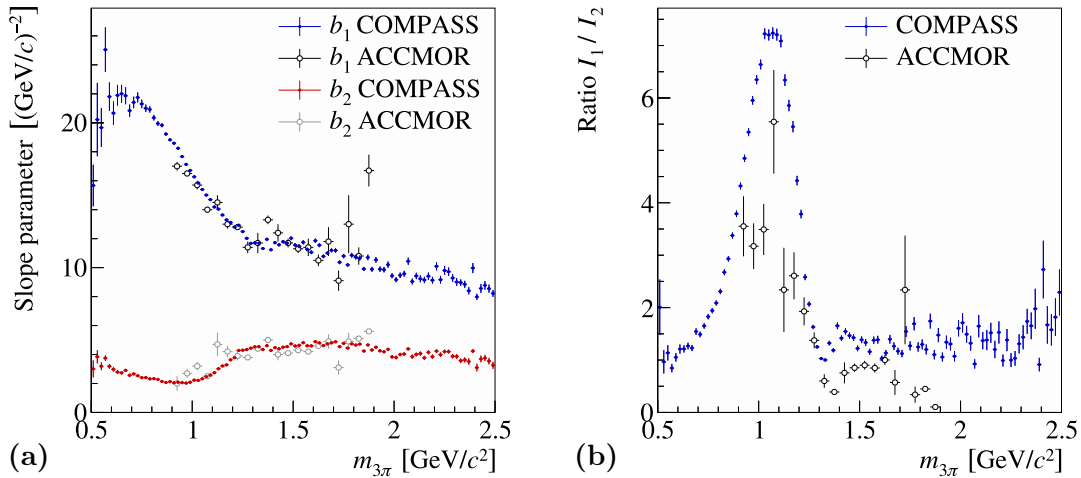 Slope parameter [(GeV/c)⁻²]
20
10
0
b₁ COMPASS
b₁ ACCMOR
b₂ COMPASS
b₂ ACCMOR
0.5 1 1.5 2 2.5
(a) m₃π [GeV/c²]
Ratio I₁ / I₂
6
4
2
0
COMPASS
ACCMOR
0.5 1 1.5 2 2.5
(b) m₃π [GeV/c²]